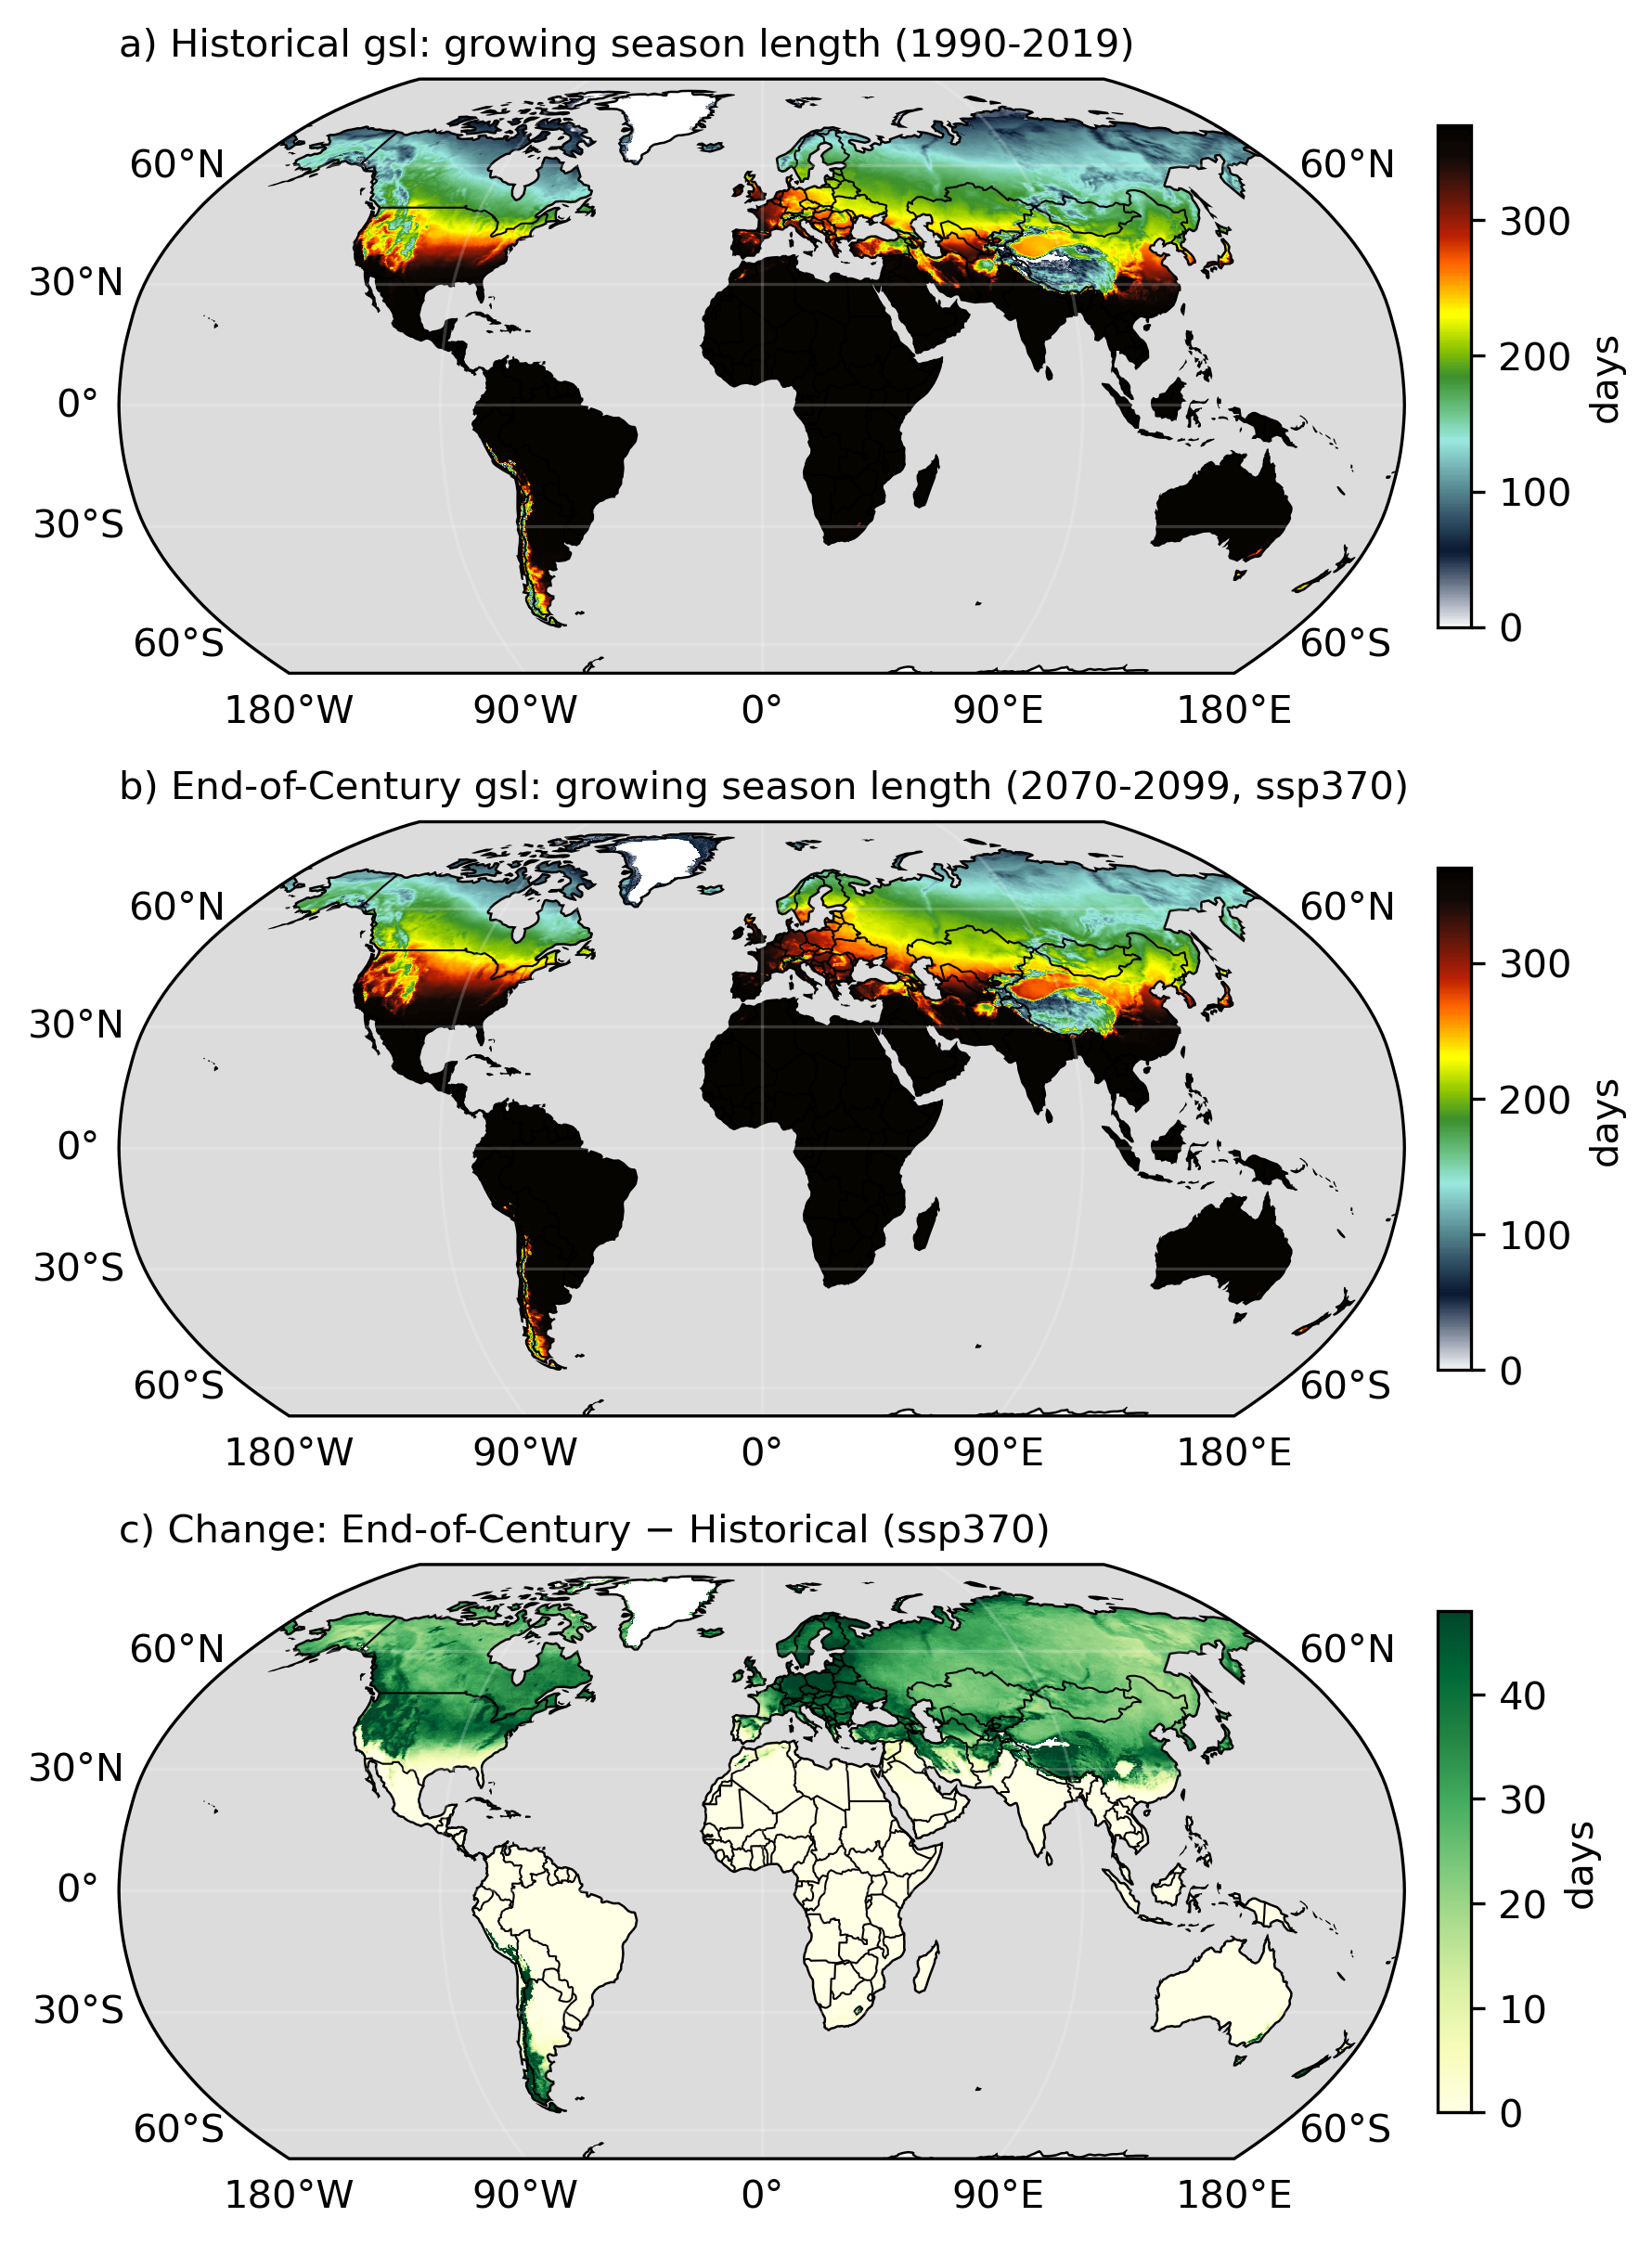 a) Historical gsl: growing season length (1990-2019)
60°N 60°N
30°N
0°
30°S
60°S 60°S
180°W 90°W 0° 90°E 180°E
300
200
100
0
days
b) End-of-Century gsl: growing season length (2070-2099, ssp370)
60°N 60°N
30°N
0°
30°S
60°S 60°S
180°W 90°W 0° 90°E 180°E
300
200
100
0
days
c) Change: End-of-Century − Historical (ssp370)
60°N 60°N
30°N
0°
30°S
60°S 60°S
180°W 90°W 0° 90°E 180°E
40
30
20
10
0
days